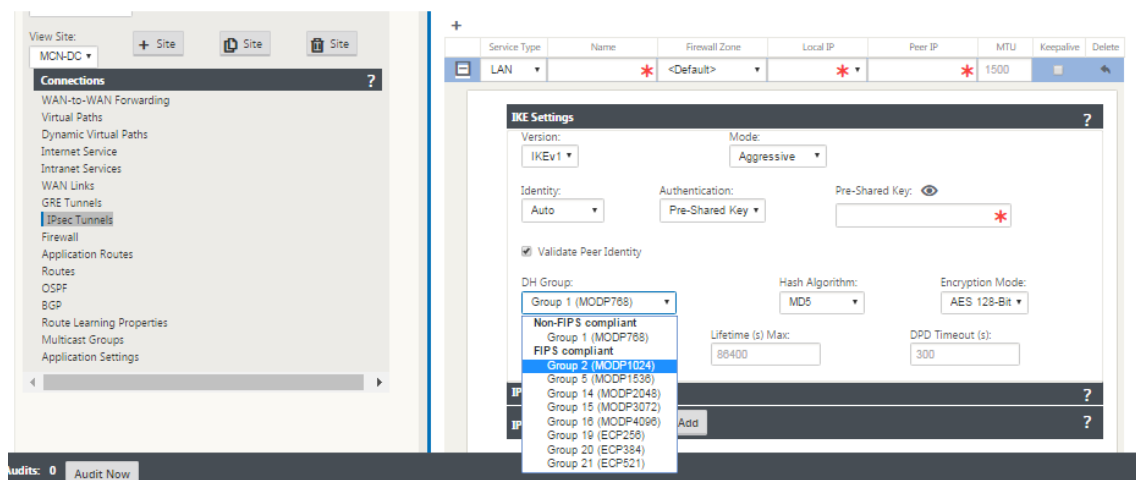 View Site:
MCN-DC
+ Site
Site
Site
Connections ?
WAN-to-WAN Forwarding
Virtual Paths
Dynamic Virtual Paths
Internet Service
Intranet Services
WAN Links
GRE Tunnels
IPsec Tunnels
Firewall
Application Routes
Routes
OSPF
BGP
Route Learning Properties
Multicast Groups
Application Settings
+
Service Type Name Firewall Zone Local IP Peer IP MTU Keepalive Delete
LAN <Default> 1500
IKE Settings ?
Version: Mode:
IKEv1 Aggressive
Identity: Authentication: Pre-Shared Key:
Auto Pre-Shared Key
Validate Peer Identity
DH Group: Hash Algorithm: Encryption Mode:
Group 1 (MODP768) MD5 AES 128-Bit
Non-FIPS compliant
Group 1 (MODP768)
FIPS compliant
Group 2 (MODP1024)
Group 5 (MODP1536)
Group 14 (MODP2048)
Group 15 (MODP3072)
Group 16 (MODP4096)
Group 19 (ECP256)
Group 20 (ECP384)
Group 21 (ECP521)
Lifetime (s) Max: DPD Timeout (s):
86400 300
IP ?
IP Add ?
Audits: 0 Audit Now